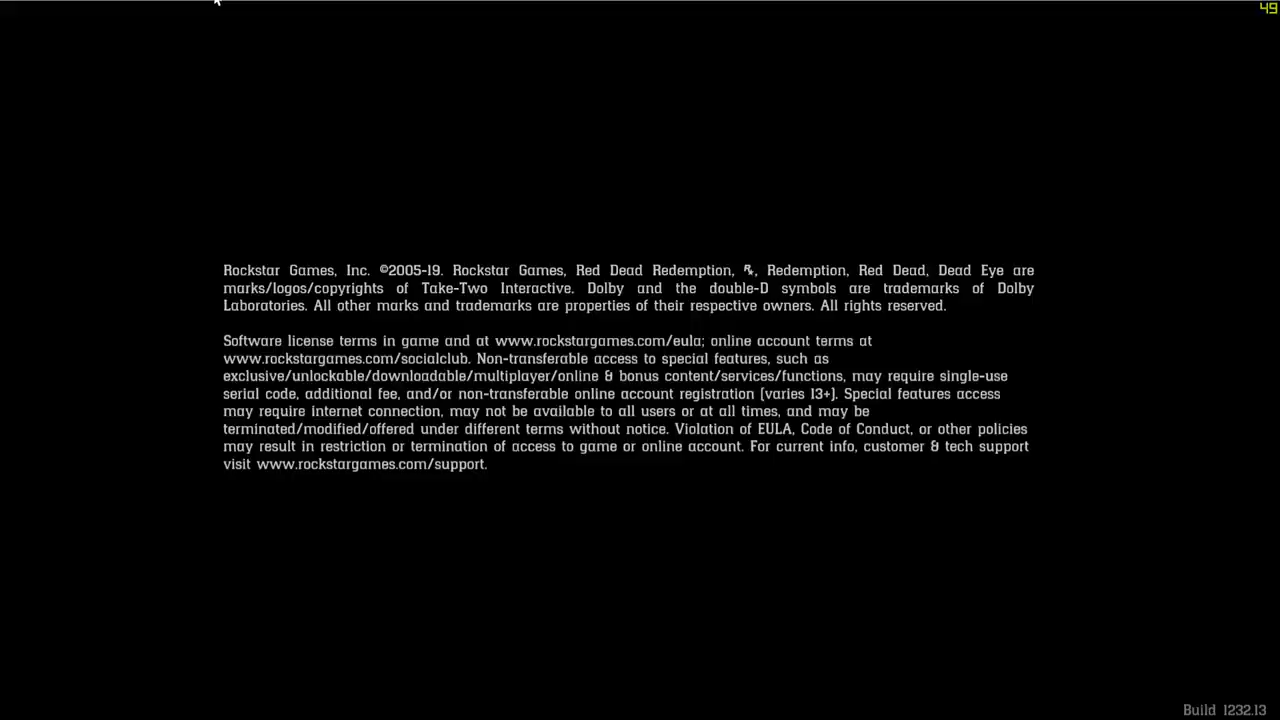 49
Rockstar Games, Inc. ©2005-19. Rockstar Games, Red Dead Redemption, , Redemption, Red Dead, Dead Eye are
marks/logos/copyrights of Take-Two Interactive. Dolby and the double-D symbols are trademarks of Dolby
Laboratories. All other marks and trademarks are properties of their respective owners. All rights reserved.
Software license terms in game and at www.rockstargames.com/eula; online account terms at
www.rockstargames.com/socialclub. Non-transferable access to special features, such as
exclusive/unlockable/downloadable/multiplayer/online & bonus content/services/functions, may require single-use
serial code, additional fee, and/or non-transferable online account registration (varies 13+). Special features access
may require internet connection, may not be available to all users or at all times, and may be
terminated/modified/offered under different terms without notice. Violation of EULA, Code of Conduct, or other policies
may result in restriction or termination of access to game or online account. For current info, customer & tech support
visit www.rockstargames.com/support.
Build 1232.13